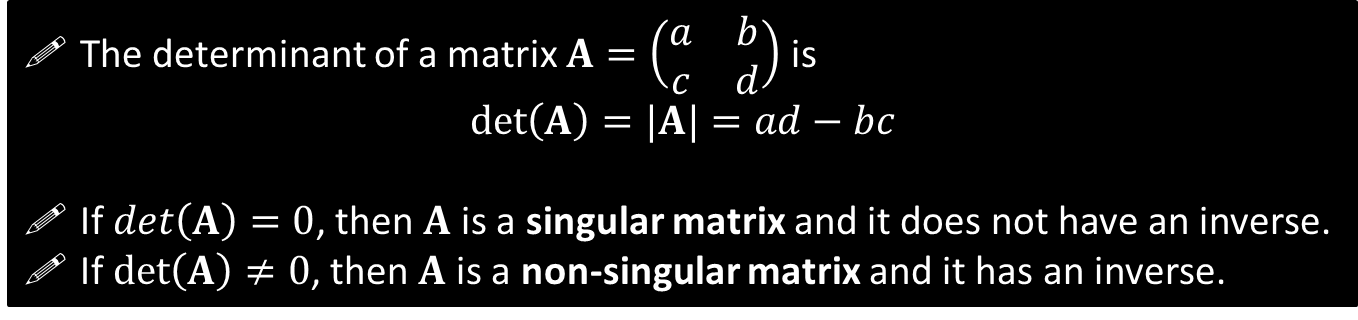 The determinant of a matrix A = (a b
c d) is
det(A) = |A| = ad − bc
If det(A) = 0, then A is a singular matrix and it does not have an inverse.
If det(A) ≠ 0, then A is a non-singular matrix and it has an inverse.